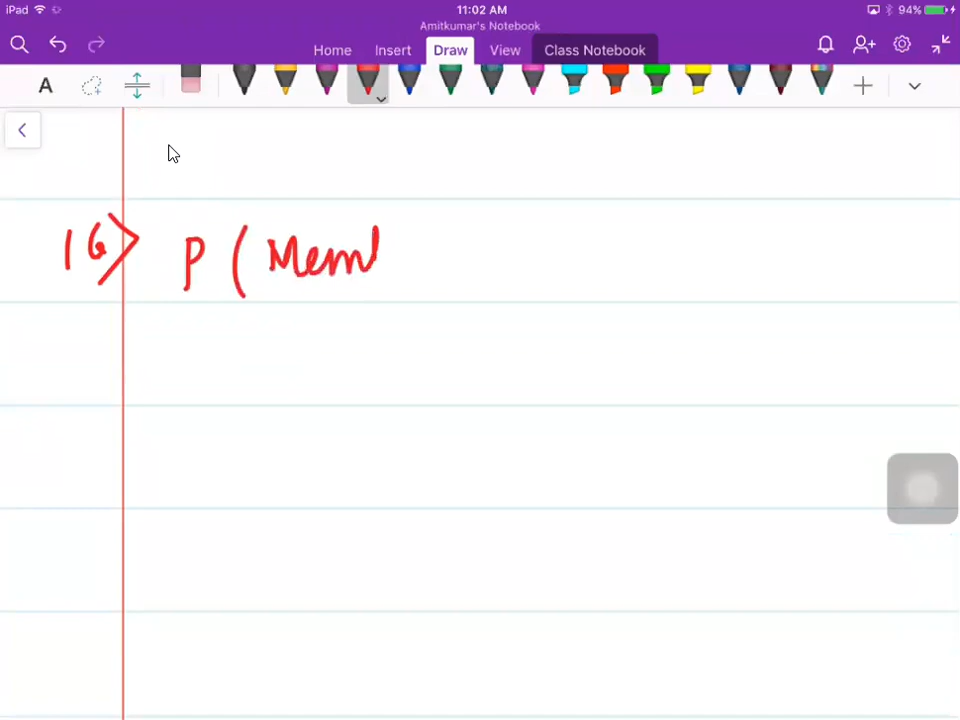 iPad 11:02 AM 94%
Amitkumar's Notebook
Home Insert Draw View Class Notebook
A
16) P ( Mem